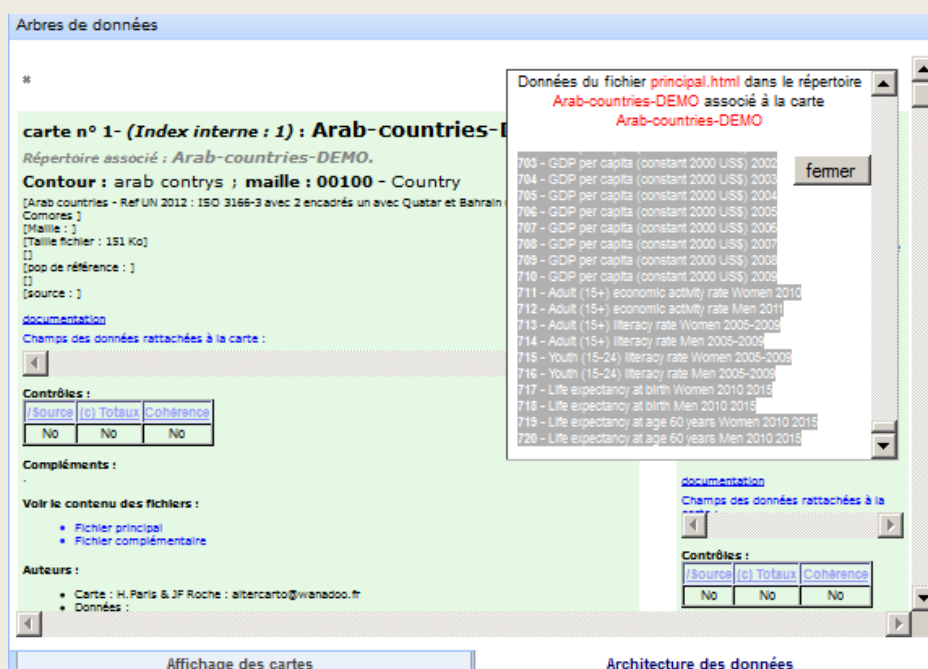 Arbres de données
*
carte n° 1- (Index interne : 1) : Arab-countries-
Répertoire associé : Arab-countries-DEMO.
Contour : arab contrys ; maille : 00100 - Country
[Arab countries - Ref UN 2012 : ISO 3166-3 avec 2 encadrés un avec Quatar et Bahrain
Comores ]
[Maille : ]
[Taille fichier : 151 Ko]
[]
[pop de référence : ]
[]
[source : ]
documentation
Champs des données rattachées à la carte :
Contrôles :
/Source (c) Totaux Cohérence
No No No
Compléments :
.
Voir le contenu des fichiers :
• Fichier principal
• Fichier complémentaire
Auteurs :
• Carte : H.Paris & JF Roche : altercarto@wanadoo.fr
• Données :
Données du fichier principal.html dans le répertoire
Arab-countries-DEMO associé à la carte
Arab-countries-DEMO
fermer
703 - GDP per capita (constant 2000 US$) 2002
704 - GDP per capita (constant 2000 US$) 2003
705 - GDP per capita (constant 2000 US$) 2004
706 - GDP per capita (constant 2000 US$) 2005
707 - GDP per capita (constant 2000 US$) 2006
708 - GDP per capita (constant 2000 US$) 2007
709 - GDP per capita (constant 2000 US$) 2008
710 - GDP per capita (constant 2000 US$) 2009
711 - Adult (15+) economic activity rate Women 2010
712 - Adult (15+) economic activity rate Men 2011
713 - Adult (15+) literacy rate Women 2005-2009
714 - Adult (15+) literacy rate Men 2005-2009
715 - Youth (15-24) literacy rate Women 2005-2009
716 - Youth (15-24) literacy rate Men 2005-2009
717 - Life expectancy at birth Women 2010 2015
718 - Life expectancy at birth Men 2010 2015
719 - Life expectancy at age 60 years Women 2010 2015
720 - Life expectancy at age 60 years Men 2010 2015
documentation
Champs des données rattachées à la
Contrôles :
/Source (c) Totaux Cohérence
No No No
Affichage des cartes
Architecture des données